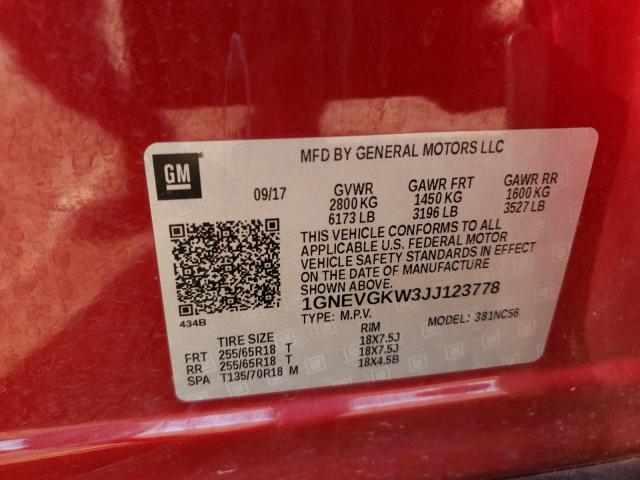 MFD BY GENERAL MOTORS LLC
GM
09/17
GVWR GAWR FRT GAWR RR
2800 KG 1450 KG 1600 KG
6173 LB 3196 LB 3527 LB
THIS VEHICLE CONFORMS TO ALL
APPLICABLE U.S. FEDERAL MOTOR
VEHICLE SAFETY STANDARDS IN EFFECT
ON THE DATE OF MANUFACTURE
SHOWN ABOVE.
1GNEVGKW3JJ123778
434B
TYPE: M.P.V. MODEL: 381NC56
TIRE SIZE RIM
FRT 255/65R18 T 18X7.5J
RR 255/65R18 T 18X7.5J
SPA T135/70R18 M 18X4.5B